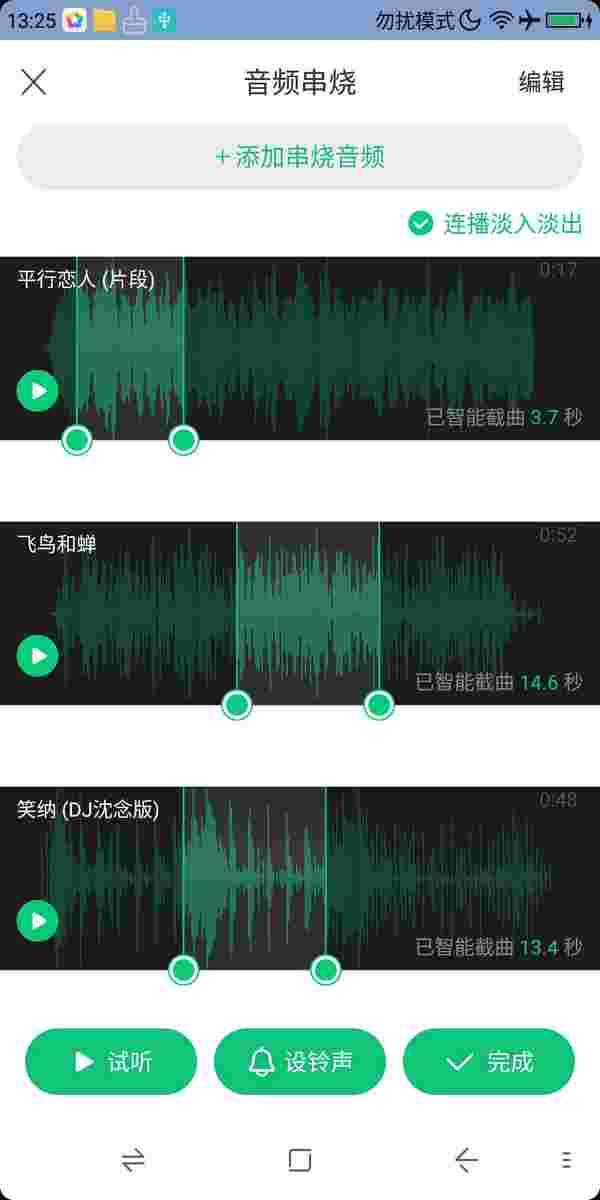 13:25 勿扰模式
音频串烧 编辑
+添加串烧音频
连播淡入淡出
平行恋人 (片段) 0:17
已智能截曲 3.7 秒
飞鸟和蝉 0:52
已智能截曲 14.6 秒
笑纳 (DJ沈念版) 0:48
已智能截曲 13.4 秒
试听 设铃声 完成